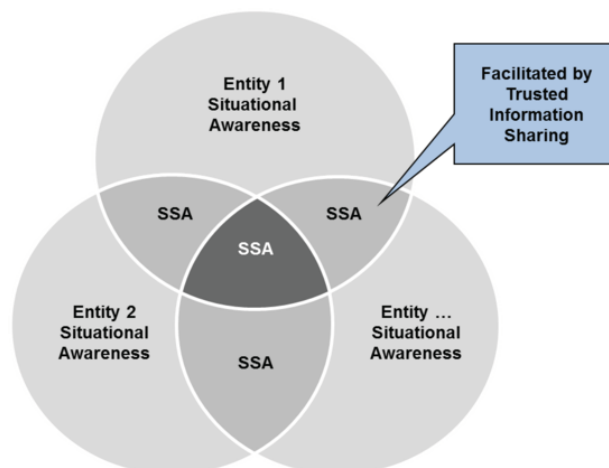 Entity 1
Situational
Awareness
Facilitated by
Trusted
Information
Sharing
SSA
SSA
SSA
Entity 2
Situational
Awareness
Entity …
Situational
Awareness
SSA